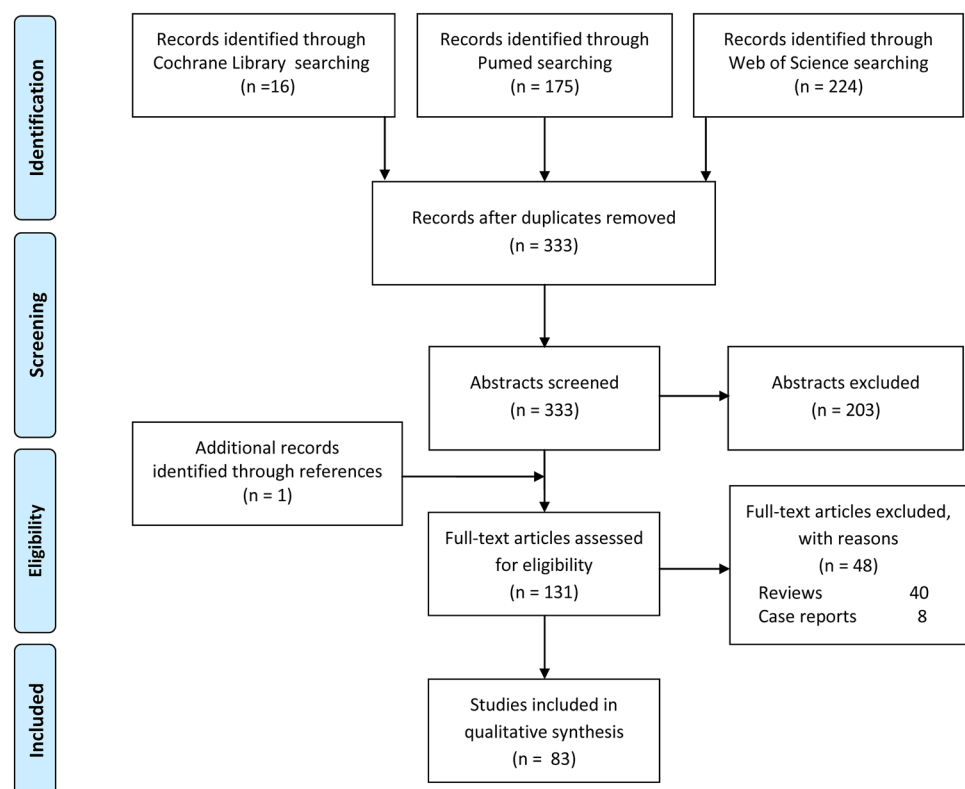 Identification
Records identified through
Cochrane Library searching
(n =16)
Records identified through
Pumed searching
(n = 175)
Records identified through
Web of Science searching
(n = 224)
Records after duplicates removed
(n = 333)
Screening
Abstracts screened
(n = 333)
Abstracts excluded
(n = 203)
Additional records
identified through references
(n = 1)
Eligibility
Full-text articles assessed
for eligibility
(n = 131)
Full-text articles excluded,
with reasons
(n = 48)
Reviews 40
Case reports 8
Included
Studies included in
qualitative synthesis
(n = 83)